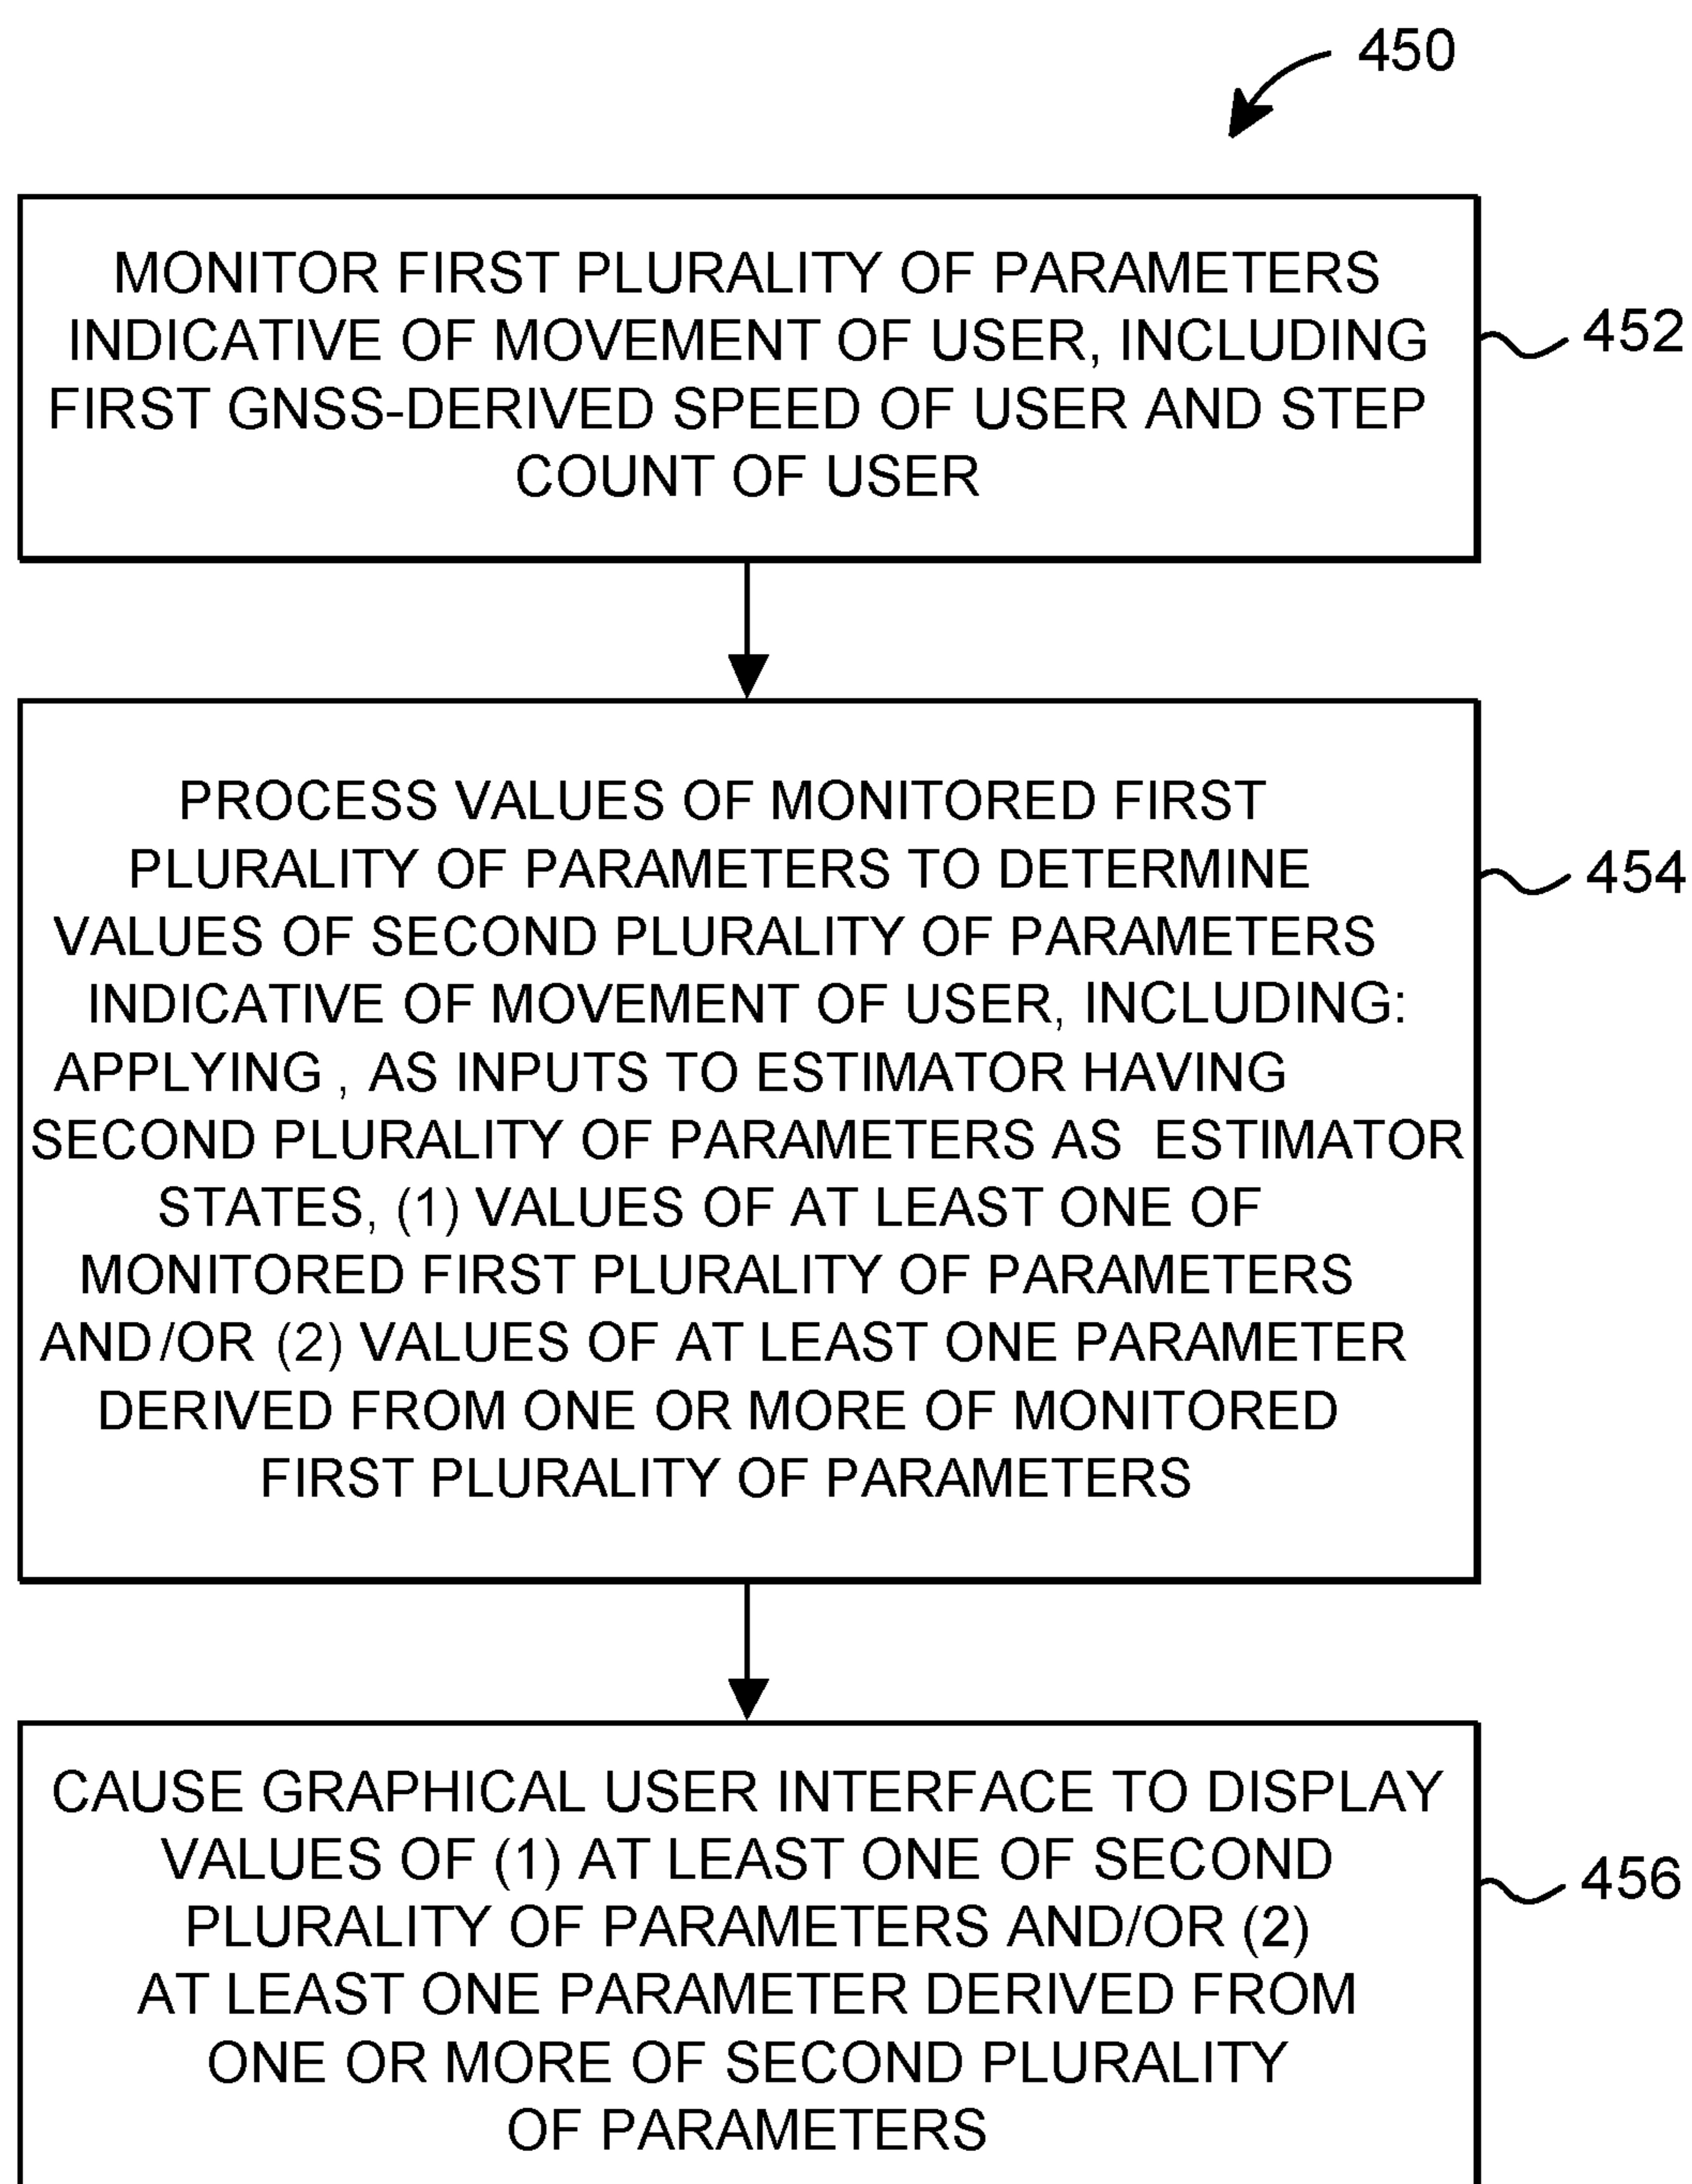 450
MONITOR FIRST PLURALITY OF PARAMETERS
INDICATIVE OF MOVEMENT OF USER, INCLUDING
FIRST GNSS-DERIVED SPEED OF USER AND STEP
COUNT OF USER
452
PROCESS VALUES OF MONITORED FIRST
PLURALITY OF PARAMETERS TO DETERMINE
VALUES OF SECOND PLURALITY OF PARAMETERS
INDICATIVE OF MOVEMENT OF USER, INCLUDING:
APPLYING , AS INPUTS TO ESTIMATOR HAVING
SECOND PLURALITY OF PARAMETERS AS ESTIMATOR
STATES, (1) VALUES OF AT LEAST ONE OF
MONITORED FIRST PLURALITY OF PARAMETERS
AND/OR (2) VALUES OF AT LEAST ONE PARAMETER
DERIVED FROM ONE OR MORE OF MONITORED
FIRST PLURALITY OF PARAMETERS
454
CAUSE GRAPHICAL USER INTERFACE TO DISPLAY
VALUES OF (1) AT LEAST ONE OF SECOND
PLURALITY OF PARAMETERS AND/OR (2)
AT LEAST ONE PARAMETER DERIVED FROM
ONE OR MORE OF SECOND PLURALITY
OF PARAMETERS
456